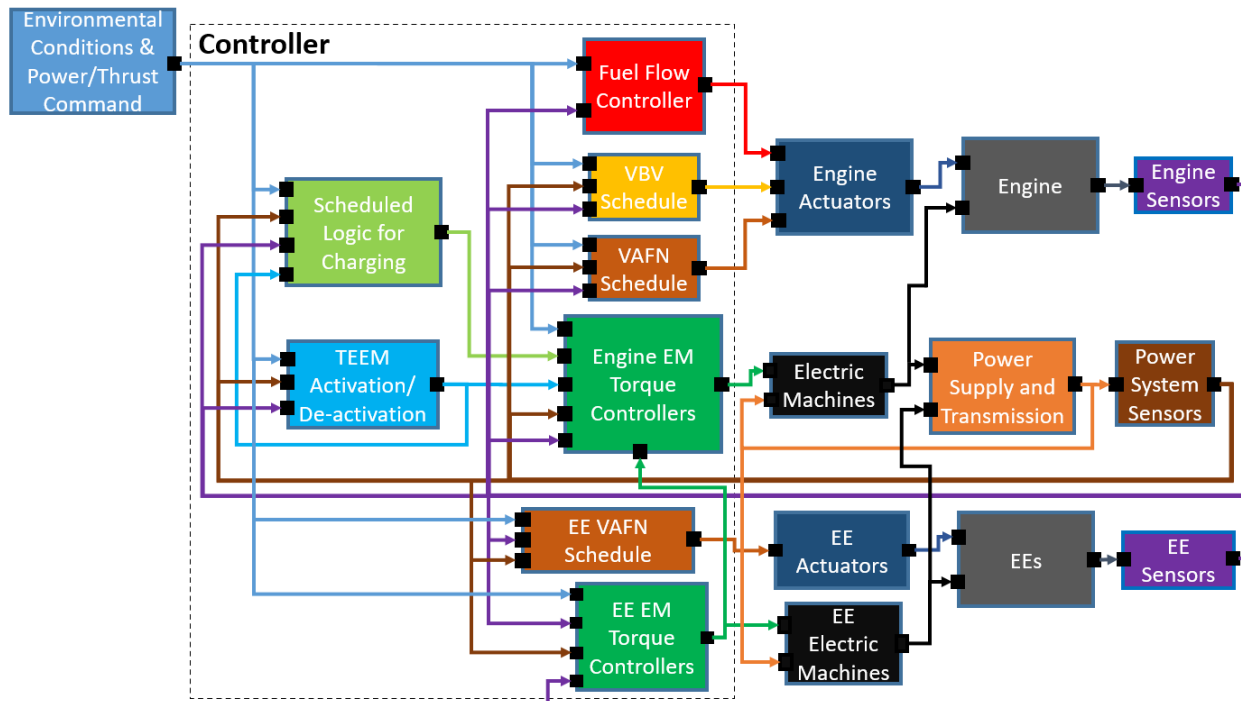 Environmental
Conditions &
Power/Thrust
Command
Controller
Fuel Flow
Controller
VBV
Schedule
VAFN
Schedule
Scheduled
Logic for
Charging
TEEM
Activation/
De-activation
Engine EM
Torque
Controllers
Engine
Actuators
Engine
Engine
Sensors
Electric
Machines
Power
Supply and
Transmission
Power
System
Sensors
EE VAFN
Schedule
EE
Actuators
EEs
EE
Sensors
EE EM
Torque
Controllers
EE
Electric
Machines